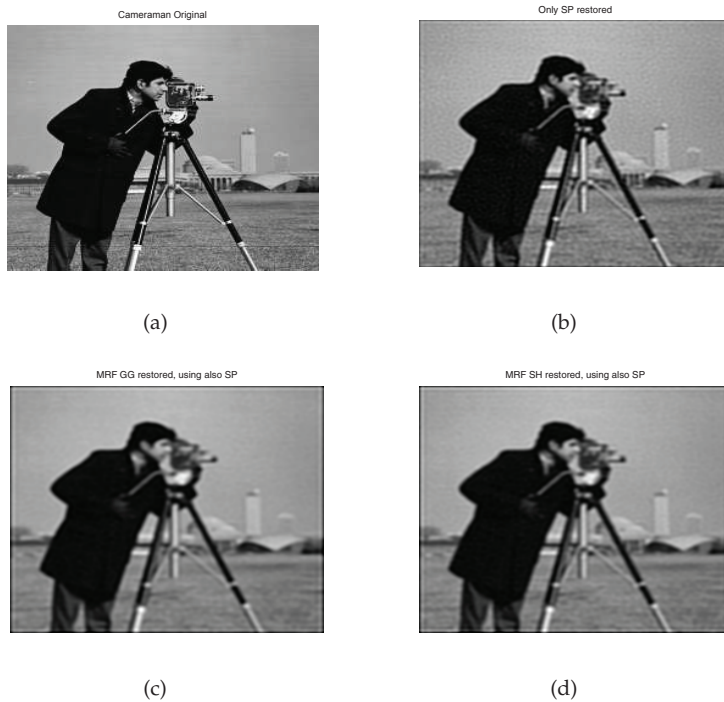 Cameraman Original
Only SP restored
(a)
(b)
MRF GG restored, using also SP
MRF SH restored, using also SP
(c)
(d)